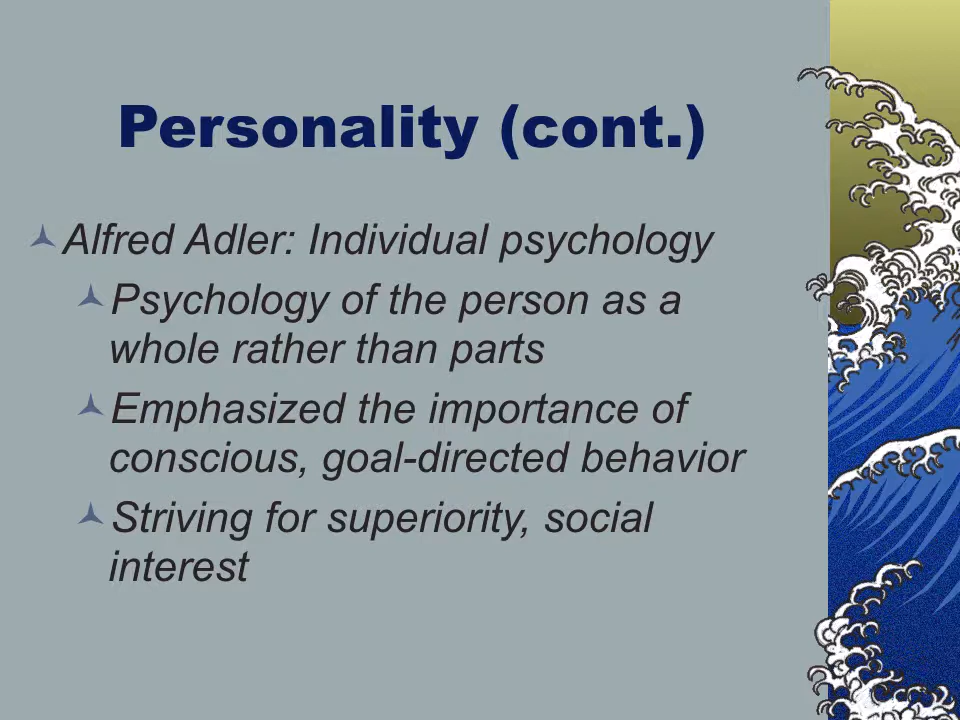 Personality (cont.)
Alfred Adler: Individual psychology
Psychology of the person as a
whole rather than parts
Emphasized the importance of
conscious, goal-directed behavior
Striving for superiority, social
interest